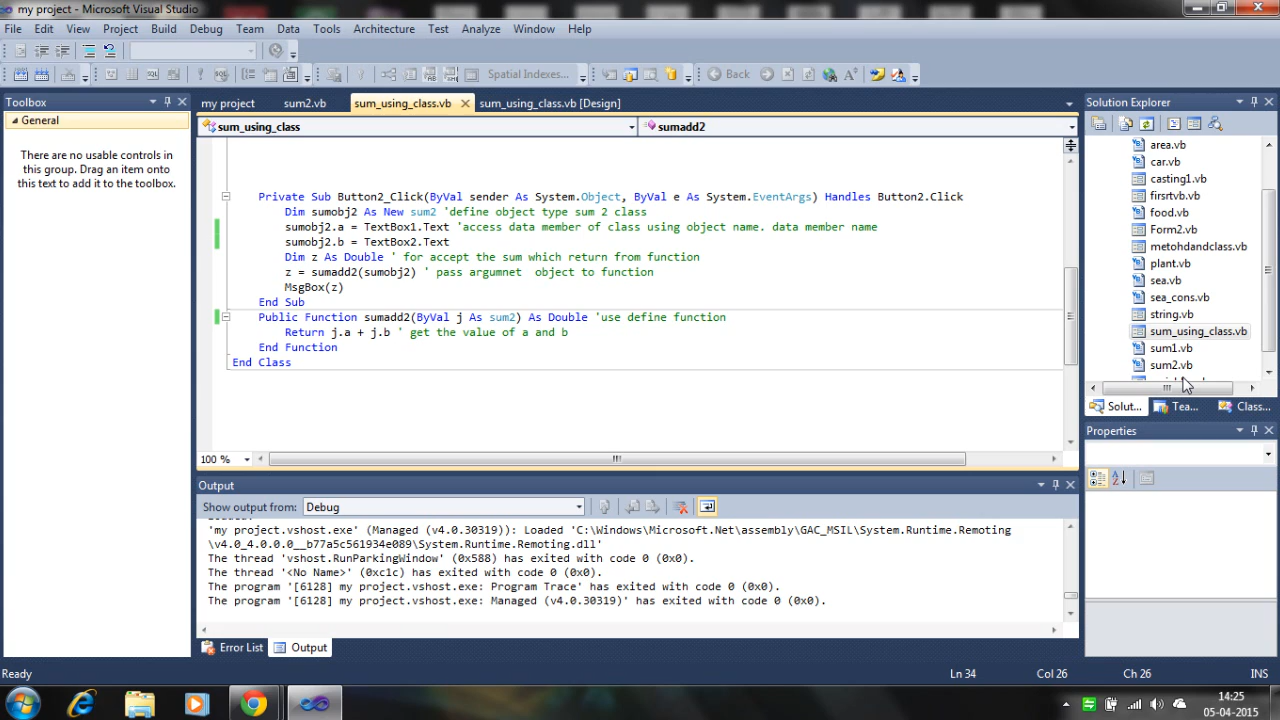 my project - Microsoft Visual Studio
File Edit View Project Build Debug Team Data Tools Architecture Test Analyze Window Help
Spatial Indexes...
Back
Toolbox
General
There are no usable controls in
this group. Drag an item onto
this text to add it to the toolbox.
my project sum2.vb sum_using_class.vb sum_using_class.vb [Design]
sum_using_class sumadd2
Private Sub Button2_Click(ByVal sender As System.Object, ByVal e As System.EventArgs) Handles Button2.Click
Dim sumobj2 As New sum2 'define object type sum 2 class
sumobj2.a = TextBox1.Text 'access data member of class using object name. data member name
sumobj2.b = TextBox2.Text
Dim z As Double ' for accept the sum which return from function
z = sumadd2(sumobj2) ' pass argumnet  object to function
MsgBox(z)
End Sub
Public Function sumadd2(ByVal j As sum2) As Double 'use define function
Return j.a + j.b ' get the value of a and b
End Function
End Class
100 %
Output
Show output from: Debug
'my project.vshost.exe' (Managed (v4.0.30319)): Loaded 'C:\Windows\Microsoft.Net\assembly\GAC_MSIL\System.Runtime.Remoting
\v4.0_4.0.0.0__b77a5c561934e089\System.Runtime.Remoting.dll'
The thread 'vshost.RunParkingWindow' (0x588) has exited with code 0 (0x0).
The thread '<No Name>' (0xc1c) has exited with code 0 (0x0).
The program '[6128] my project.vshost.exe: Program Trace' has exited with code 0 (0x0).
The program '[6128] my project.vshost.exe: Managed (v4.0.30319)' has exited with code 0 (0x0).
Error List Output
Solution Explorer
area.vb
car.vb
casting1.vb
firsrtvb.vb
food.vb
Form2.vb
metohdandclass.vb
plant.vb
sea.vb
sea_cons.vb
string.vb
sum_using_class.vb
sum1.vb
sum2.vb
Solut... Tea... Class...
Properties
Ready Ln 34 Col 26 Ch 26 INS
14:25
05-04-2015